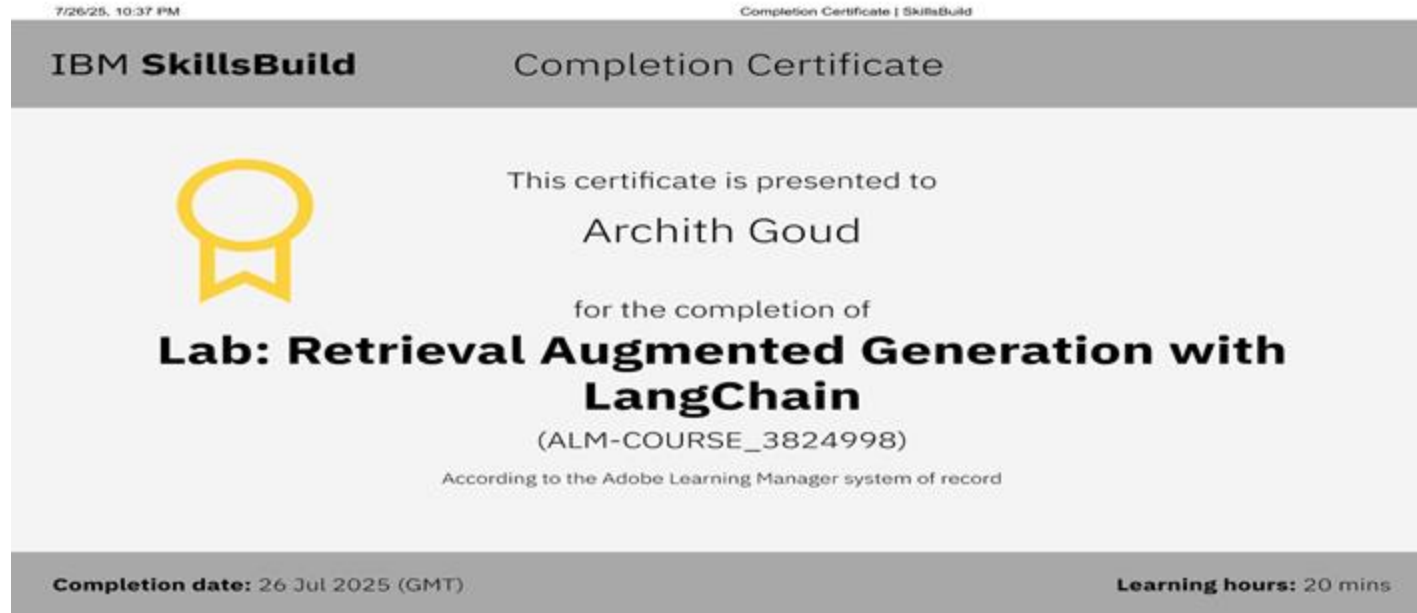 7/26/25, 10:37 PM
Completion Certificate | SkillsBuild
IBM SkillsBuild
Completion Certificate
This certificate is presented to
Archith Goud
for the completion of
Lab: Retrieval Augmented Generation with
LangChain
(ALM-COURSE_3824998)
According to the Adobe Learning Manager system of record
Completion date: 26 Jul 2025 (GMT)
Learning hours: 20 mins